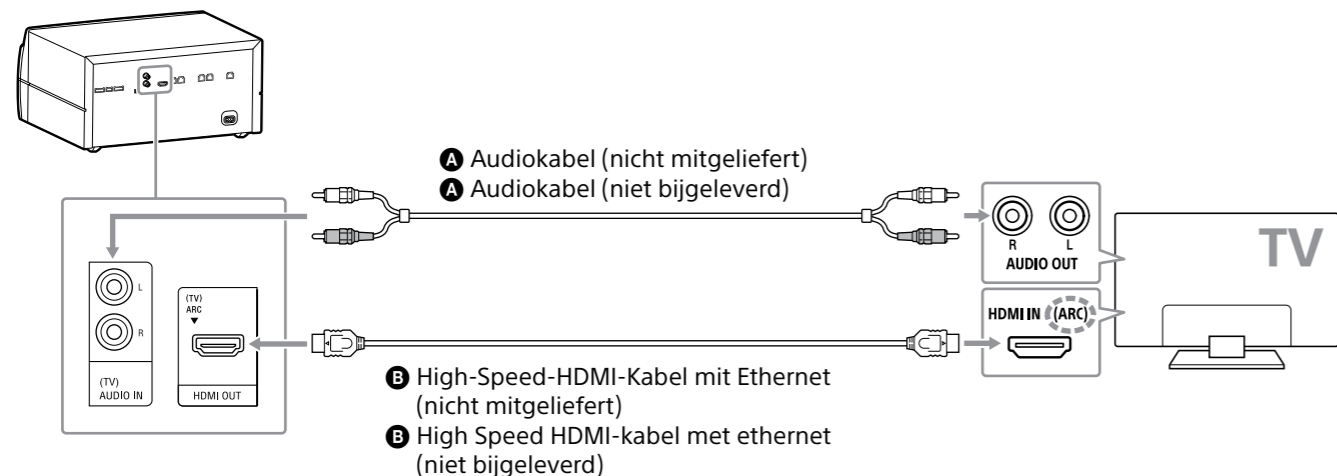 Ⓐ Audiokabel (nicht mitgeliefert)
Ⓐ Audiokabel (niet bijgeleverd)
R
L
AUDIO OUT
TV
L
R
(TV)
AUDIO IN
(TV)
ARC
HDMI OUT
HDMI IN (ARC)
Ⓑ High-Speed-HDMI-Kabel mit Ethernet
(nicht mitgeliefert)
Ⓑ High Speed HDMI-kabel met ethernet
(niet bijgeleverd)